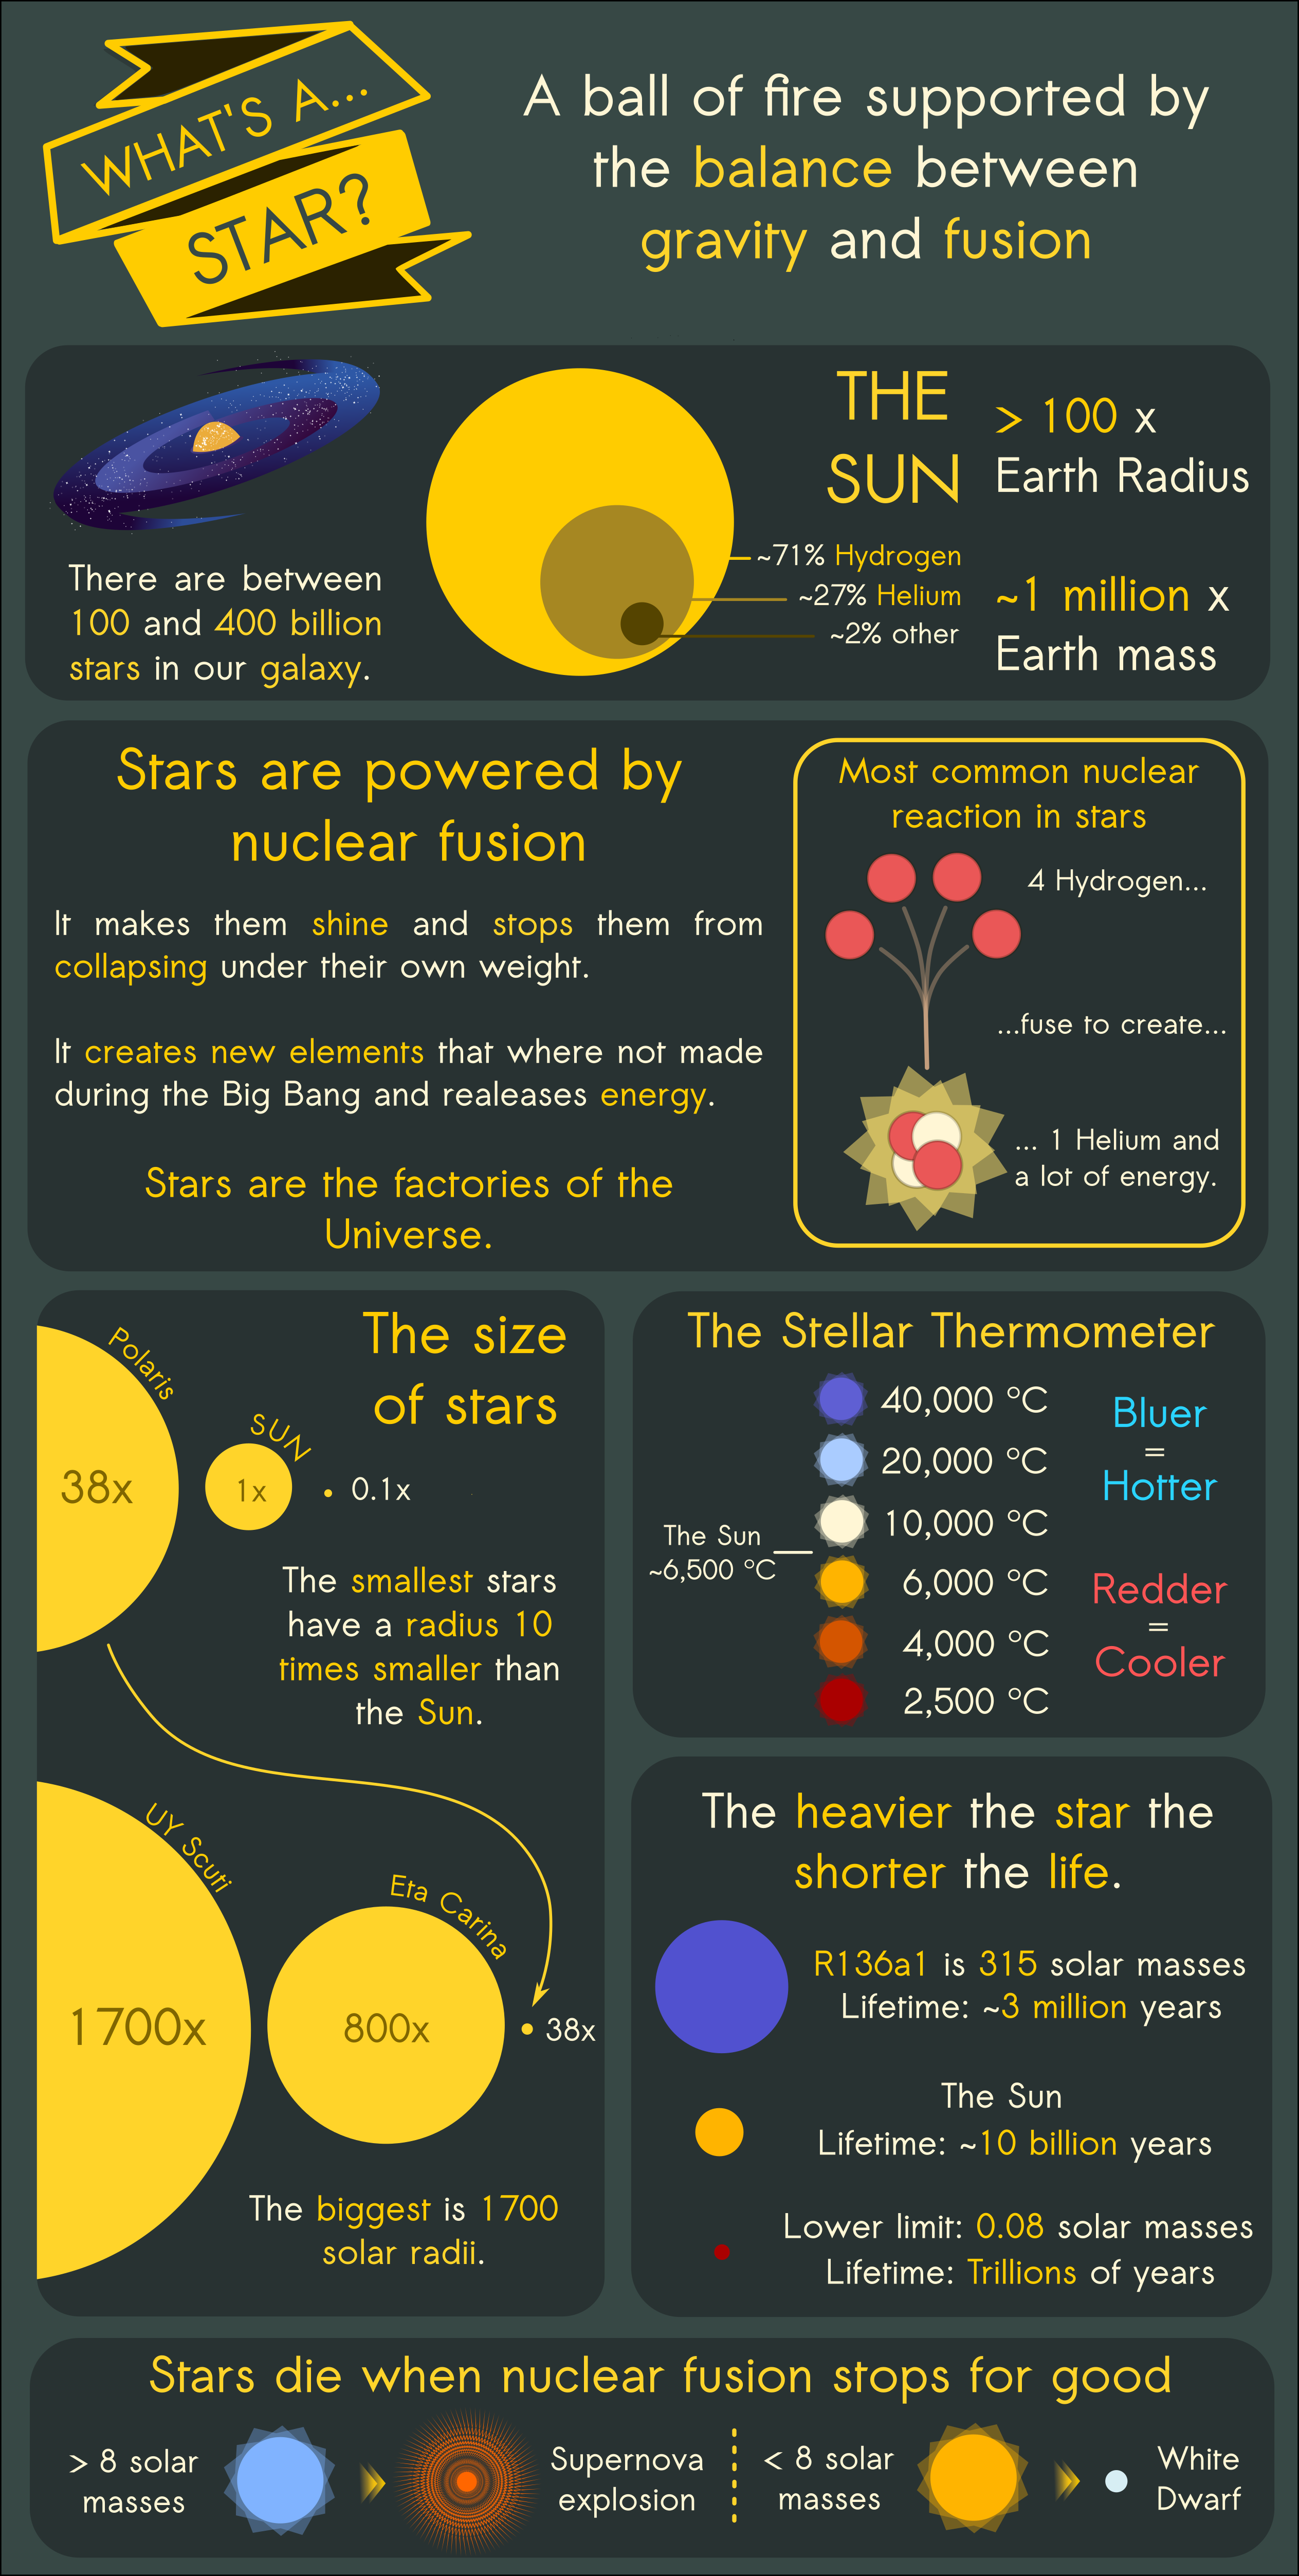 WHAT'S A...
STAR?
A ball of fire supported by
the balance between
gravity and fusion
There are between
100 and 400 billion
stars in our galaxy.
THE
SUN
~71% Hydrogen
~27% Helium
~2% other
> 100 x
Earth Radius
~1 million x
Earth mass
Stars are powered by
nuclear fusion
It makes them shine and stops them from
collapsing under their own weight.
It creates new elements that where not made
during the Big Bang and realeases energy.
Stars are the factories of the
Universe.
Most common nuclear
reaction in stars
4 Hydrogen...
...fuse to create...
... 1 Helium and
a lot of energy.
The size
of stars
Polaris
38x
SUN
1x
0.1x
The smallest stars
have a radius 10
times smaller than
the Sun.
UY Scuti
1700x
Eta Carina
800x
38x
The biggest is 1700
solar radii.
The Stellar Thermometer
40,000 °C
20,000 °C
10,000 °C
6,000 °C
4,000 °C
2,500 °C
The Sun
~6,500 °C
Bluer
=
Hotter
Redder
=
Cooler
The heavier the star the
shorter the life.
R136a1 is 315 solar masses
Lifetime: ~3 million years
The Sun
Lifetime: ~10 billion years
Lower limit: 0.08 solar masses
Lifetime: Trillions of years
Stars die when nuclear fusion stops for good
> 8 solar
masses
Supernova
explosion
< 8 solar
masses
White
Dwarf